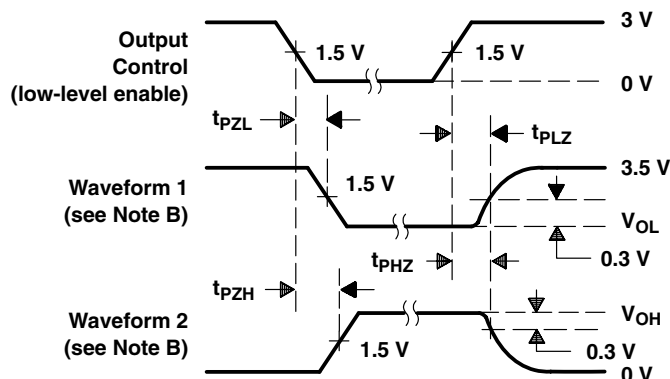 Output
Control
(low-level enable)
1.5 V
1.5 V
3 V
0 V
tPZL
tPLZ
Waveform 1
(see Note B)
1.5 V
3.5 V
VOL
0.3 V
tPHZ
tPZH
Waveform 2
(see Note B)
1.5 V
VOH
0.3 V
0 V